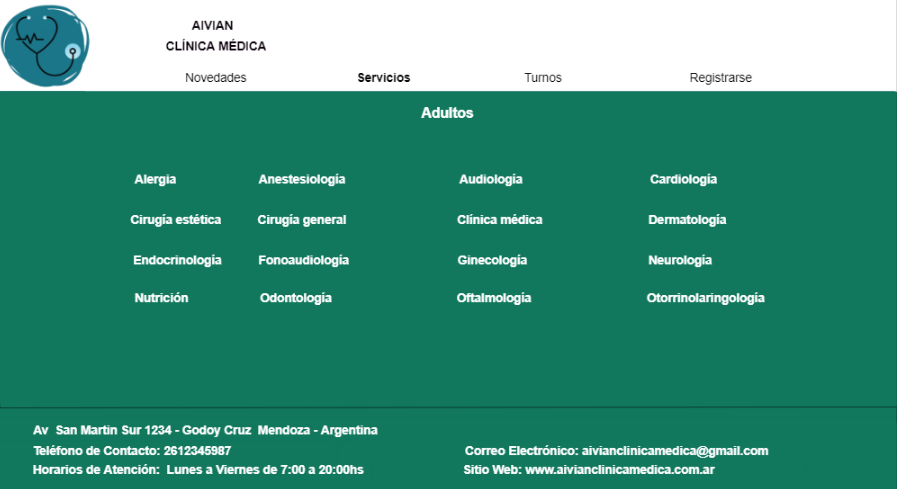 AIVIAN
CLÍNICA MÉDICA
Novedades Servicios Turnos Registrarse
Adultos
Alergia Anestesiología Audiología Cardiología
Cirugía estética Cirugía general Clínica médica Dermatología
Endocrinología Fonoaudiología Ginecología Neurología
Nutrición Odontología Oftalmología Otorrinolaringología
Av San Martin Sur 1234 - Godoy Cruz Mendoza - Argentina
Teléfono de Contacto: 2612345987 Correo Electrónico: aivianclinicamedica@gmail.com
Horarios de Atención: Lunes a Viernes de 7:00 a 20:00hs Sitio Web: www.aivianclinicamedica.com.ar